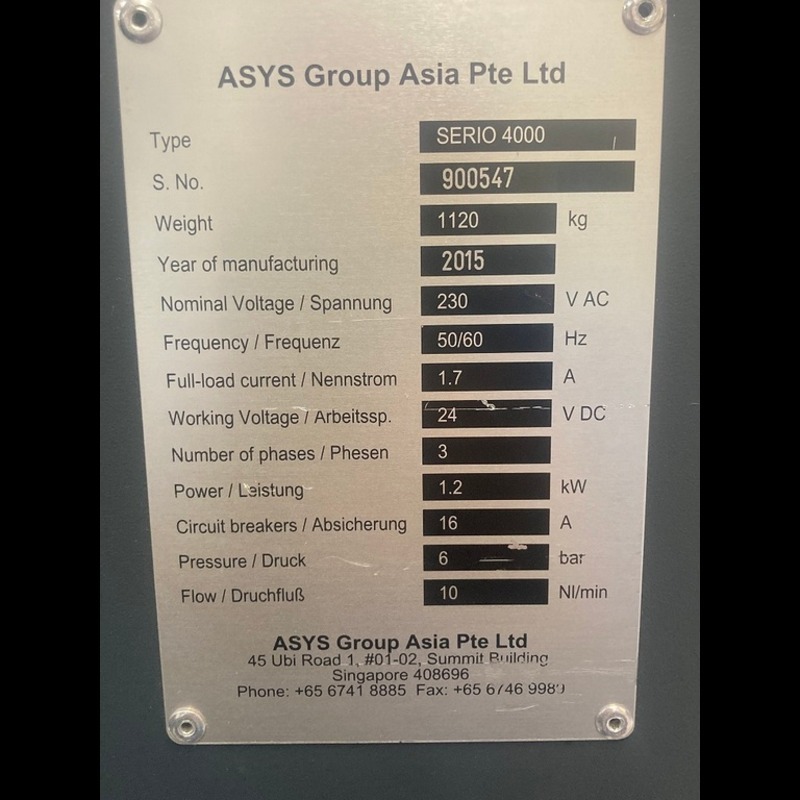 ASYS Group Asia Pte Ltd
Type SERIO 4000
S. No. 900547
Weight 1120 kg
Year of manufacturing 2015
Nominal Voltage / Spannung 230 V AC
Frequency / Frequenz 50/60 Hz
Full-load current / Nennstrom 1.7 A
Working Voltage / Arbeitssp. 24 V DC
Number of phases / Phesen 3
Power / Leistung 1.2 kW
Circuit breakers / Absicherung 16 A
Pressure / Druck 6 bar
Flow / Druchfluß 10 Nl/min
ASYS Group Asia Pte Ltd
45 Ubi Road 1, #01-02, Summit Building
Singapore 408696
Phone: +65 6741 8885 Fax: +65 6746 9989